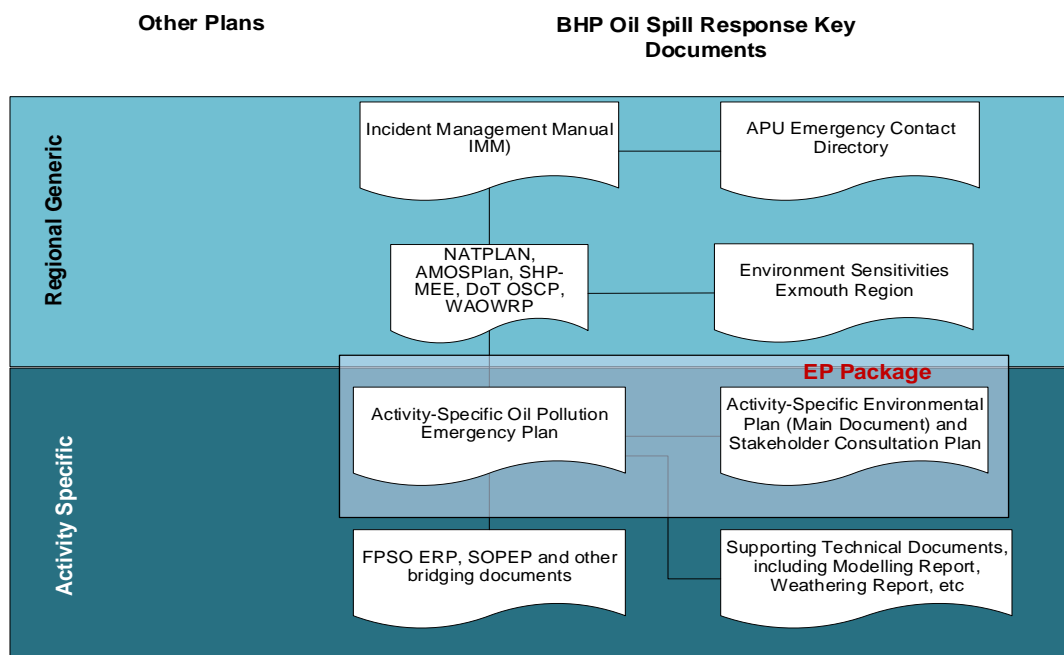 Other Plans
BHP Oil Spill Response Key
Documents
Regional Generic
Incident Management Manual
IMM)
APU Emergency Contact
Directory
NATPLAN,
AMOSPlan, SHP-
MEE, DoT OSCP,
WAOWRP
Environment Sensitivities
Exmouth Region
EP Package
Activity Specific
Activity-Specific Oil Pollution
Emergency Plan
Activity-Specific Environmental
Plan (Main Document) and
Stakeholder Consultation Plan
FPSO ERP, SOPEP and other
bridging documents
Supporting Technical Documents,
including Modelling Report,
Weathering Report, etc